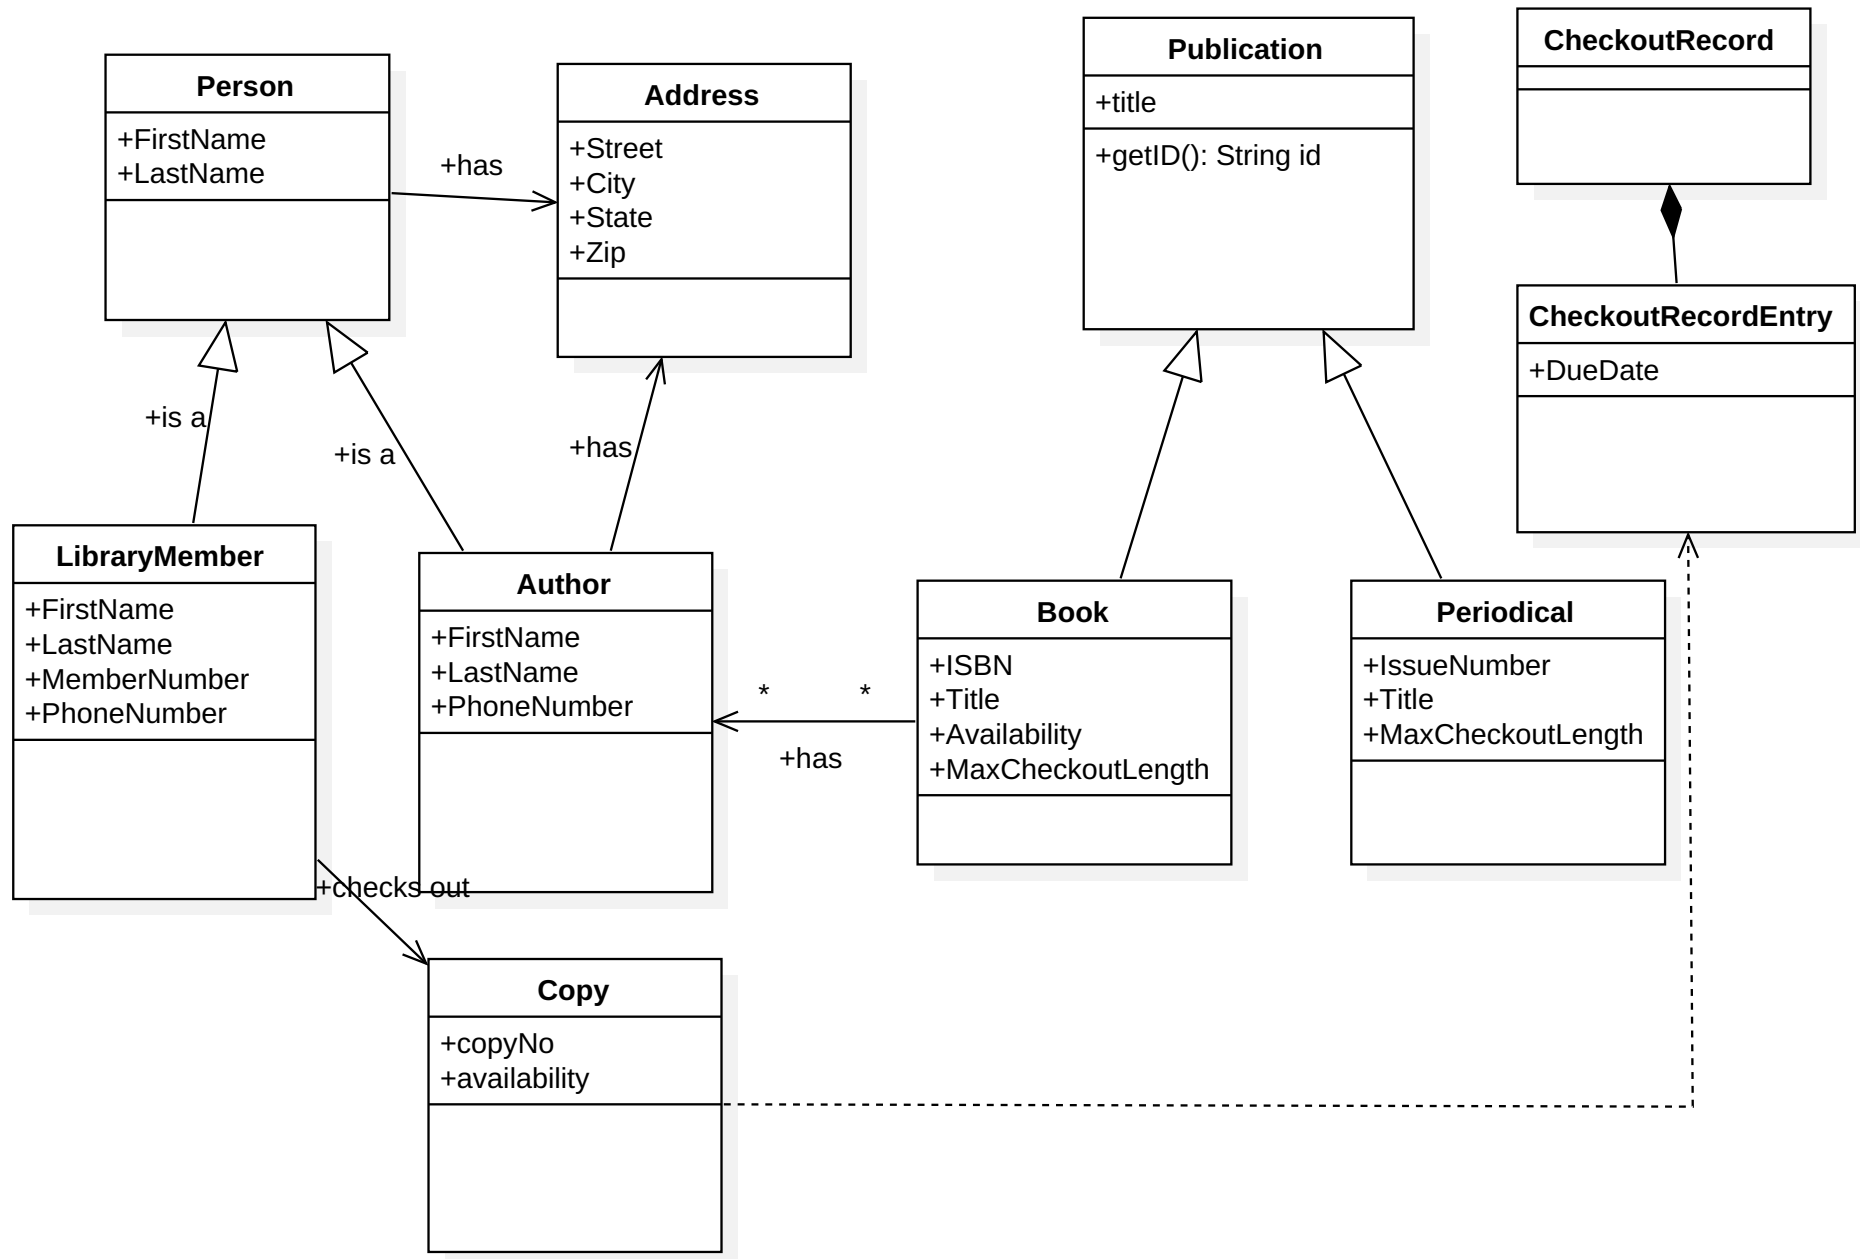 Person
+FirstName
+LastName
+has
Address
+Street
+City
+State
+Zip
Publication
+title
+getID(): String id
CheckoutRecord
CheckoutRecordEntry
+DueDate
+is a
+is a
+has
LibraryMember
+FirstName
+LastName
+MemberNumber
+PhoneNumber
Author
+FirstName
+LastName
+PhoneNumber
* *
+has
Book
+ISBN
+Title
+Availability
+MaxCheckoutLength
Periodical
+IssueNumber
+Title
+MaxCheckoutLength
+checks out
Copy
+copyNo
+availability